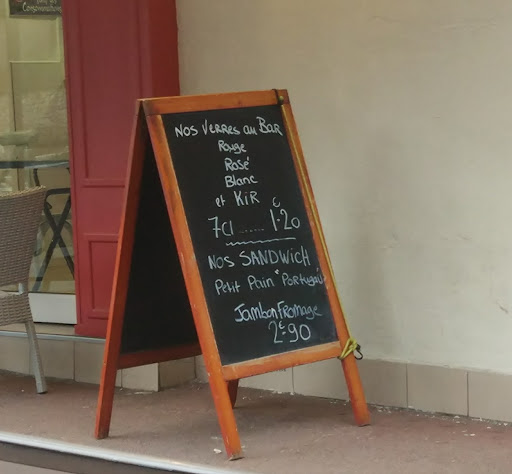 Consommations
NOS VERRES AU BAR
Rouge
Rosé
Blanc
et KIR
7cl ...... 1€20
NOS SANDWICH
Petit Pain "Portugais
Jambon Fromage
2€90